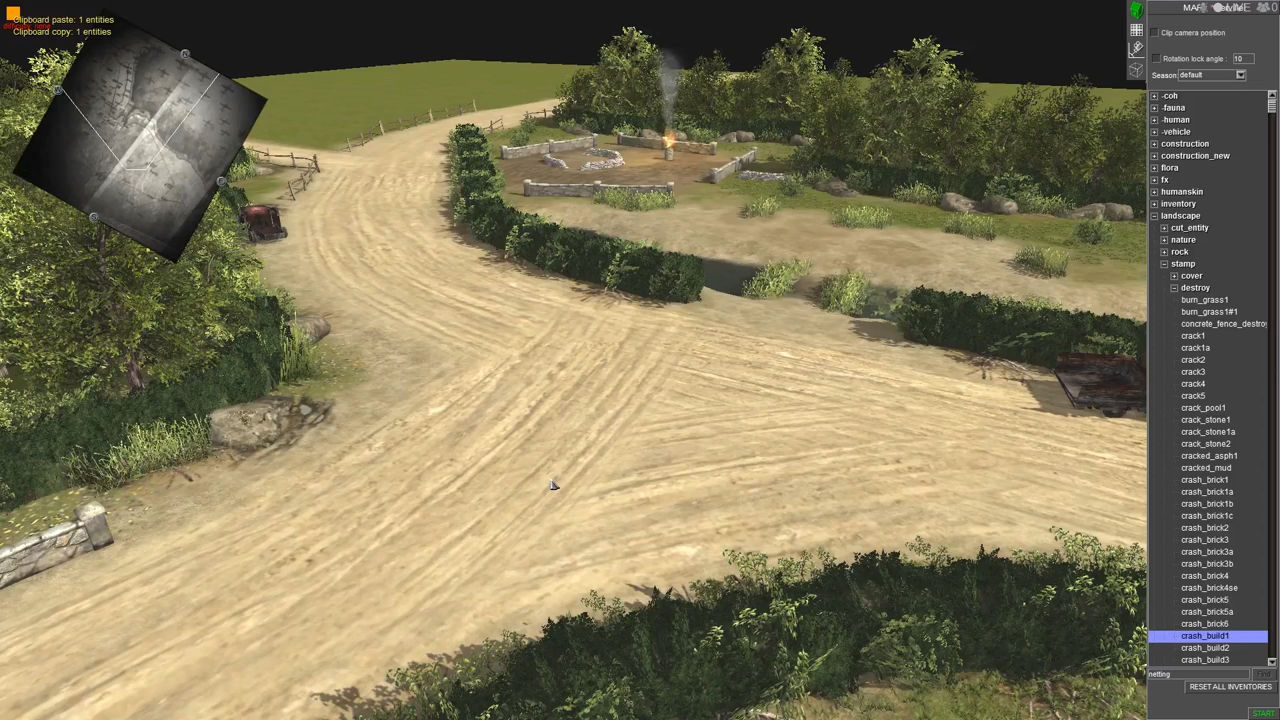 Clipboard paste: 1 entities
Clipboard copy: 1 entities
Clip camera position
Rotation lock angle : 10
Season: default
-coh
-fauna
-human
-vehicle
construction
construction_new
flora
fx
humanskin
inventory
landscape
cut_entity
nature
rock
stamp
cover
destroy
burn_grass1
burn_grass1#1
concrete_fence_destro
crack1
crack1a
crack2
crack3
crack4
crack5
crack_pool1
crack_stone1
crack_stone1a
crack_stone2
cracked_asph1
cracked_mud
crash_brick1
crash_brick1a
crash_brick1b
crash_brick1c
crash_brick2
crash_brick3
crash_brick3a
crash_brick3b
crash_brick4
crash_brick4se
crash_brick5
crash_brick5a
crash_brick6
crash_build1
crash_build2
crash_build3
netting
Find
RESET ALL INVENTORIES
START